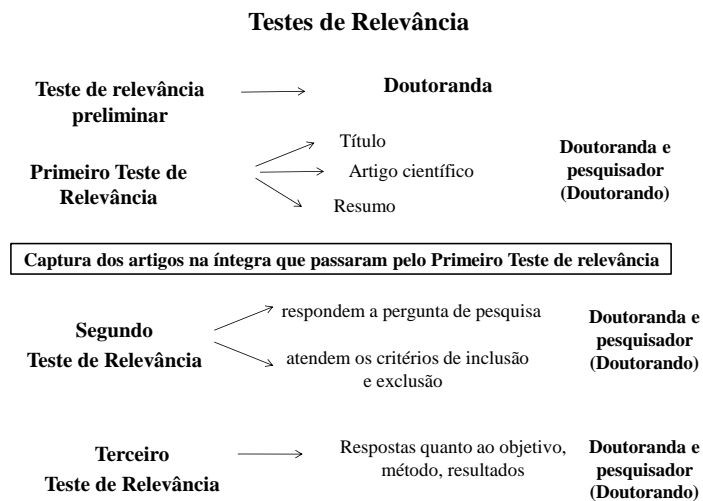 Testes de Relevância
Teste de relevância
preliminar
Doutoranda
Primeiro Teste de
Relevância
Título
Artigo científico
Resumo
Doutoranda e
pesquisador
(Doutorando)
Captura dos artigos na íntegra que passaram pelo Primeiro Teste de relevância
Segundo
Teste de Relevância
respondem a pergunta de pesquisa
atendem os critérios de inclusão
e exclusão
Doutoranda e
pesquisador
(Doutorando)
Terceiro
Teste de Relevância
Respostas quanto ao objetivo,
método, resultados
Doutoranda e
pesquisador
(Doutorando)